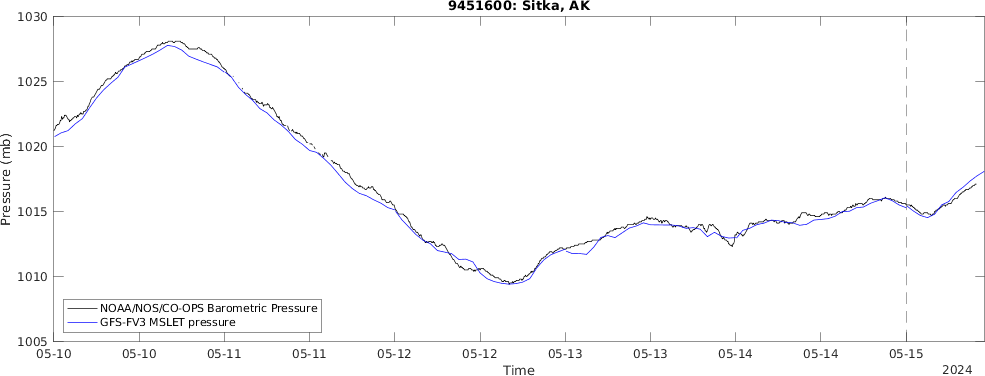 9451600: Sitka, AK
1030
1025
1020
1015
1010
1005
Pressure (mb)
NOAA/NOS/CO-OPS Barometric Pressure
GFS-FV3 MSLET pressure
05-10 05-10 05-11 05-11 05-12 05-12 05-13 05-13 05-14 05-14 05-15
Time
2024